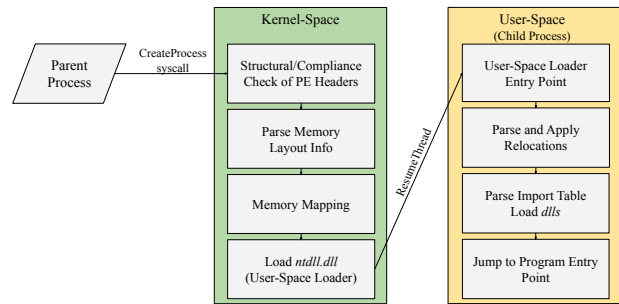 Kernel-Space
User-Space
(Child Process)
Parent
Process
CreateProcess
syscall
Structural/Compliance
Check of PE Headers
Parse Memory
Layout Info
Memory Mapping
Load ntdll.dll
(User-Space Loader)
ResumeThread
User-Space Loader
Entry Point
Parse and Apply
Relocations
Parse Import Table
Load dlls
Jump to Program Entry
Point